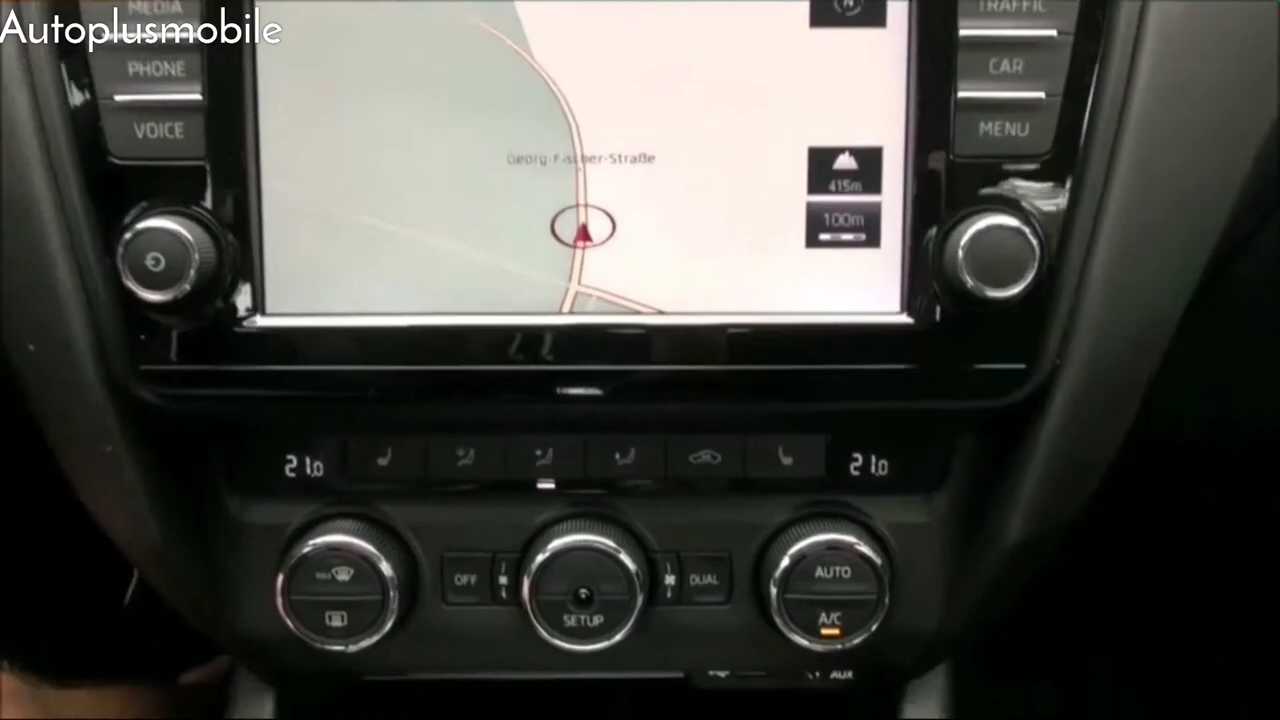 Autoplusmobile
MEDIA
TRAFFIC
PHONE
CAR
VOICE
MENU
N
Georg-Fischer-Straße
415m
100m
21.0
21.0
OFF
DUAL
AUTO
SETUP
A/C
AUX